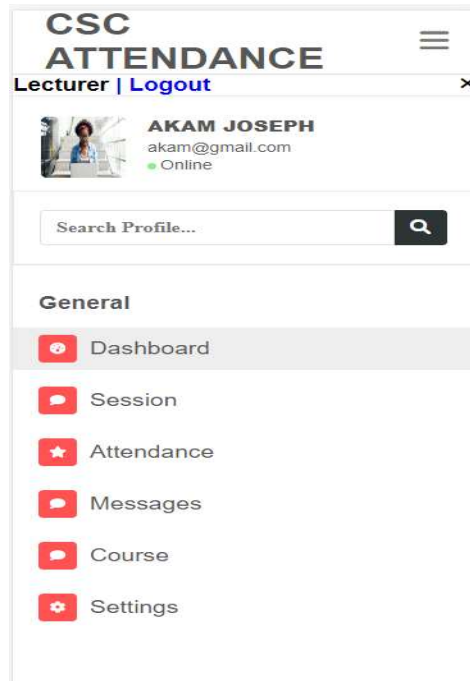 CSC
ATTENDANCE
Lecturer | Logout ×
AKAM JOSEPH
akam@gmail.com
Online
Search Profile...
General
Dashboard
Session
Attendance
Messages
Course
Settings